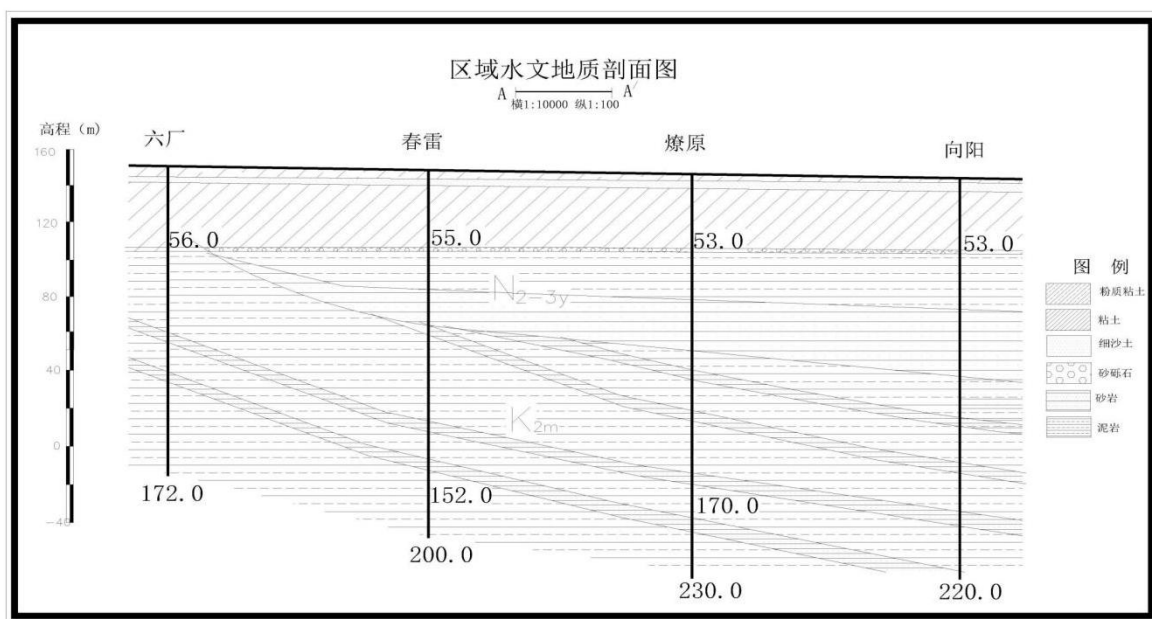 区域水文地质剖面图
A A′
横1:10000 纵1:100
高程（m）
160
120
80
40
0
-40
六厂 春雷 燎原 向阳
56.0 55.0 53.0 53.0
N2-3y
K2m
172.0 152.0 170.0
200.0 230.0 220.0
图 例
粉质粘土
粘土
细沙土
砂砾石
砂岩
泥岩